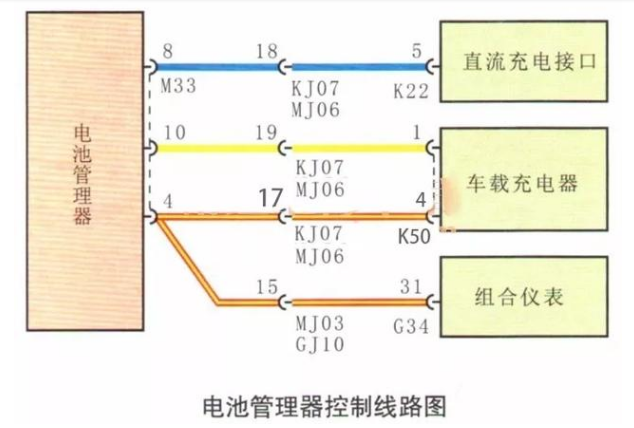 电池管理器
8 18 5
直流充电接口
M33
KJ07
MJ06
K22
10 19 1
KJ07
MJ06
车载充电器
4 17 4
KJ07
MJ06
K50
15 31
组合仪表
MJ03
GJ10
G34
电池管理器控制线路图